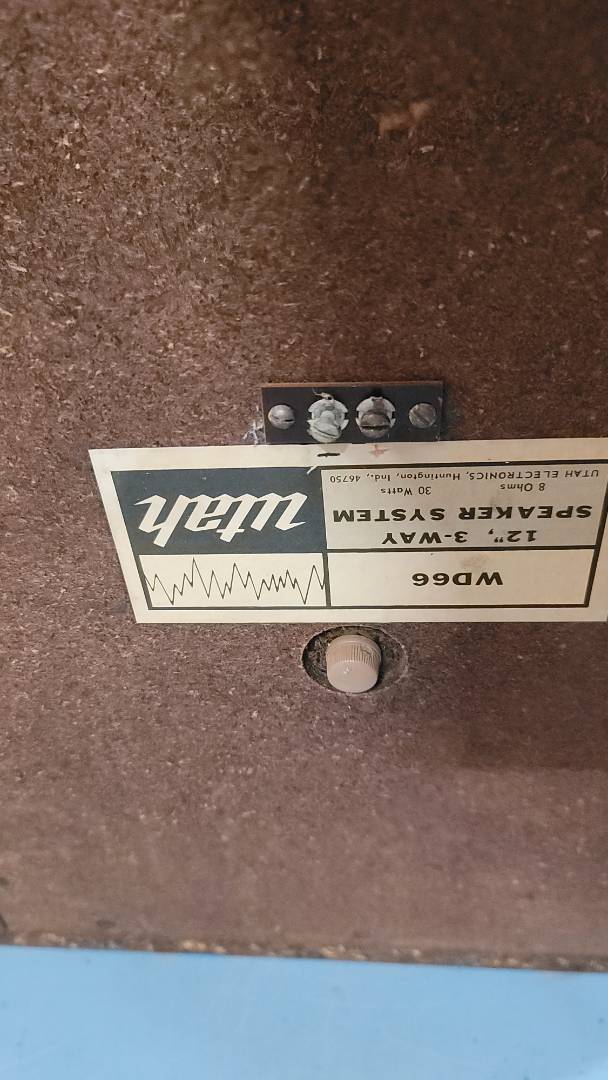 WD66
12", 3-WAY
SPEAKER SYSTEM
8 Ohms 30 Watts
UTAH ELECTRONICS, Huntington, Ind., 46750
utah
+ -